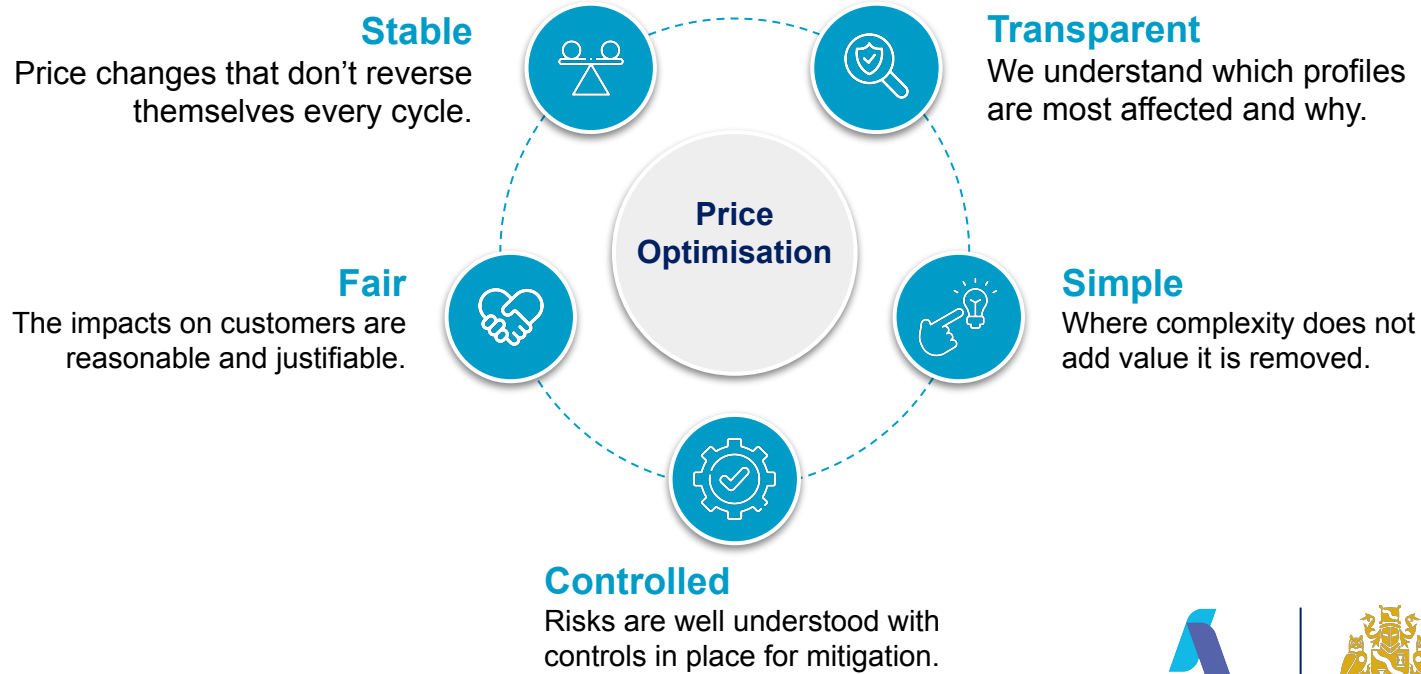 Stable
Price changes that don’t reverse
themselves every cycle.
Transparent
We understand which profiles
are most affected and why.
Price
Optimisation
Fair
The impacts on customers are
reasonable and justifiable.
Simple
Where complexity does not
add value it is removed.
Controlled
Risks are well understood with
controls in place for mitigation.